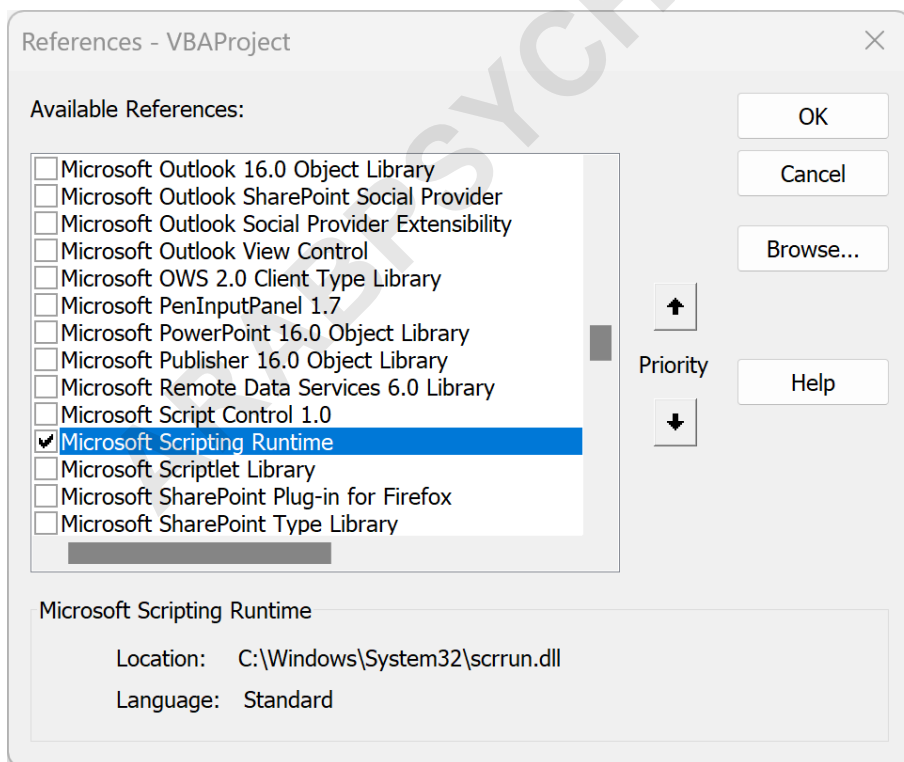 References - VBAProject
Available References:
Microsoft Outlook 16.0 Object Library
Microsoft Outlook SharePoint Social Provider
Microsoft Outlook Social Provider Extensibility
Microsoft Outlook View Control
Microsoft OWS 2.0 Client Type Library
Microsoft PenInputPanel 1.7
Microsoft PowerPoint 16.0 Object Library
Microsoft Publisher 16.0 Object Library
Microsoft Remote Data Services 6.0 Library
Microsoft Script Control 1.0
Microsoft Scripting Runtime
Microsoft Scriptlet Library
Microsoft SharePoint Plug-in for Firefox
Microsoft SharePoint Type Library
OK
Cancel
Browse...
Priority
Help
Microsoft Scripting Runtime
Location: C:\Windows\System32\scrrun.dll
Language: Standard
ARABPSYCH